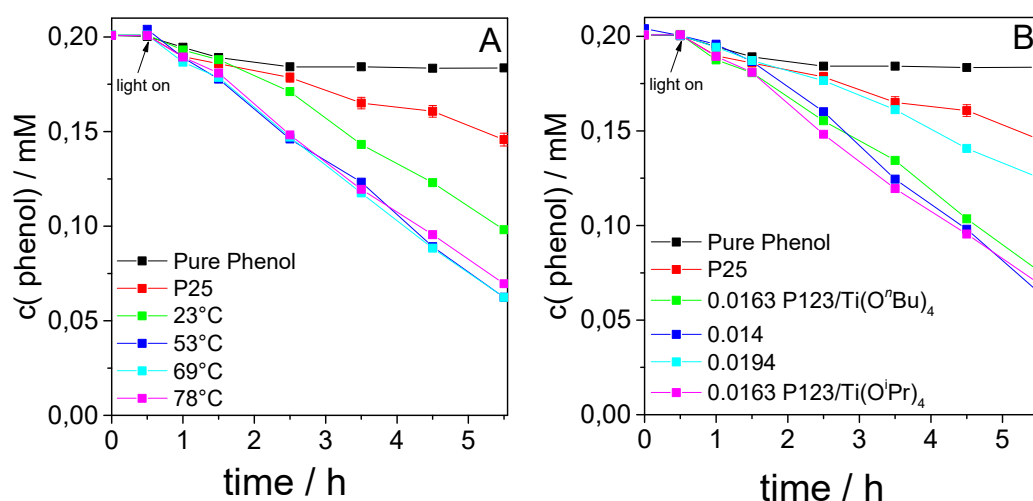 A
0,20
0,15
0,10
0,05
0,00
c( phenol) / mM
light on
Pure Phenol
P25
23°C
53°C
69°C
78°C
0 1 2 3 4 5
time / h
B
0,20
0,15
0,10
0,05
0,00
c( phenol) / mM
light on
Pure Phenol
P25
0.0163 P123/Ti(OⁿBu)₄
0.014
0.0194
0.0163 P123/Ti(OⁱPr)₄
0 1 2 3 4 5
time / h